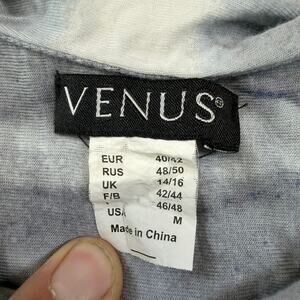 VENUS®
EUR 40/42
RUS 48/50
UK 14/16
F/B 42/44
I 46/48
USA M
Made in China